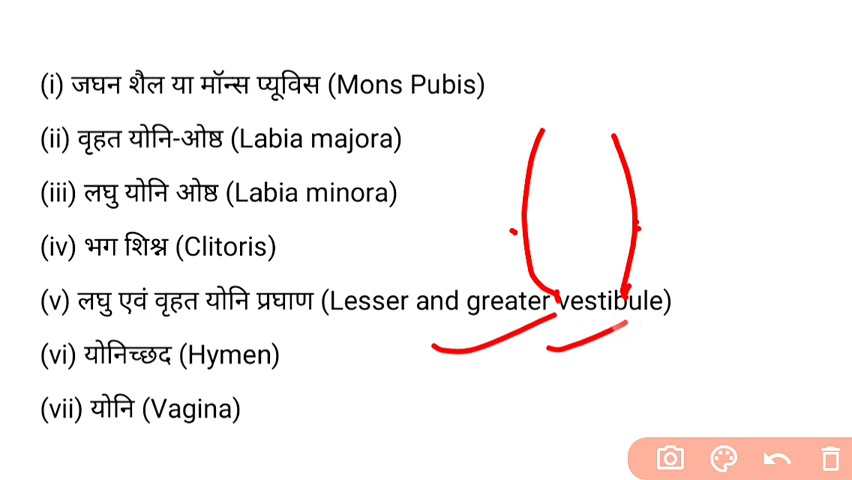 (i) जघन शैल या मॉन्स प्यूविस (Mons Pubis)
(ii) वृहत योनि-ओष्ठ (Labia majora)
(iii) लघु योनि ओष्ठ (Labia minora)
(iv) भग शिश्न (Clitoris)
(v) लघु एवं वृहत योनि प्रघाण (Lesser and greater vestibule)
(vi) योनिच्छद (Hymen)
(vii) योनि (Vagina)